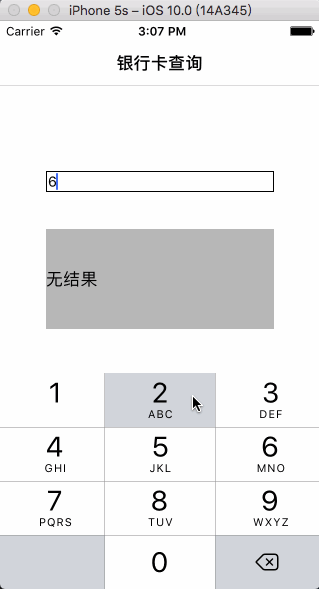 iPhone 5s – iOS 10.0 (14A345)
Carrier 3:07 PM
银行卡查询
6
无结果
1 2 3
ABC DEF
4 5 6
GHI JKL MNO
7 8 9
PQRS TUV WXYZ
0